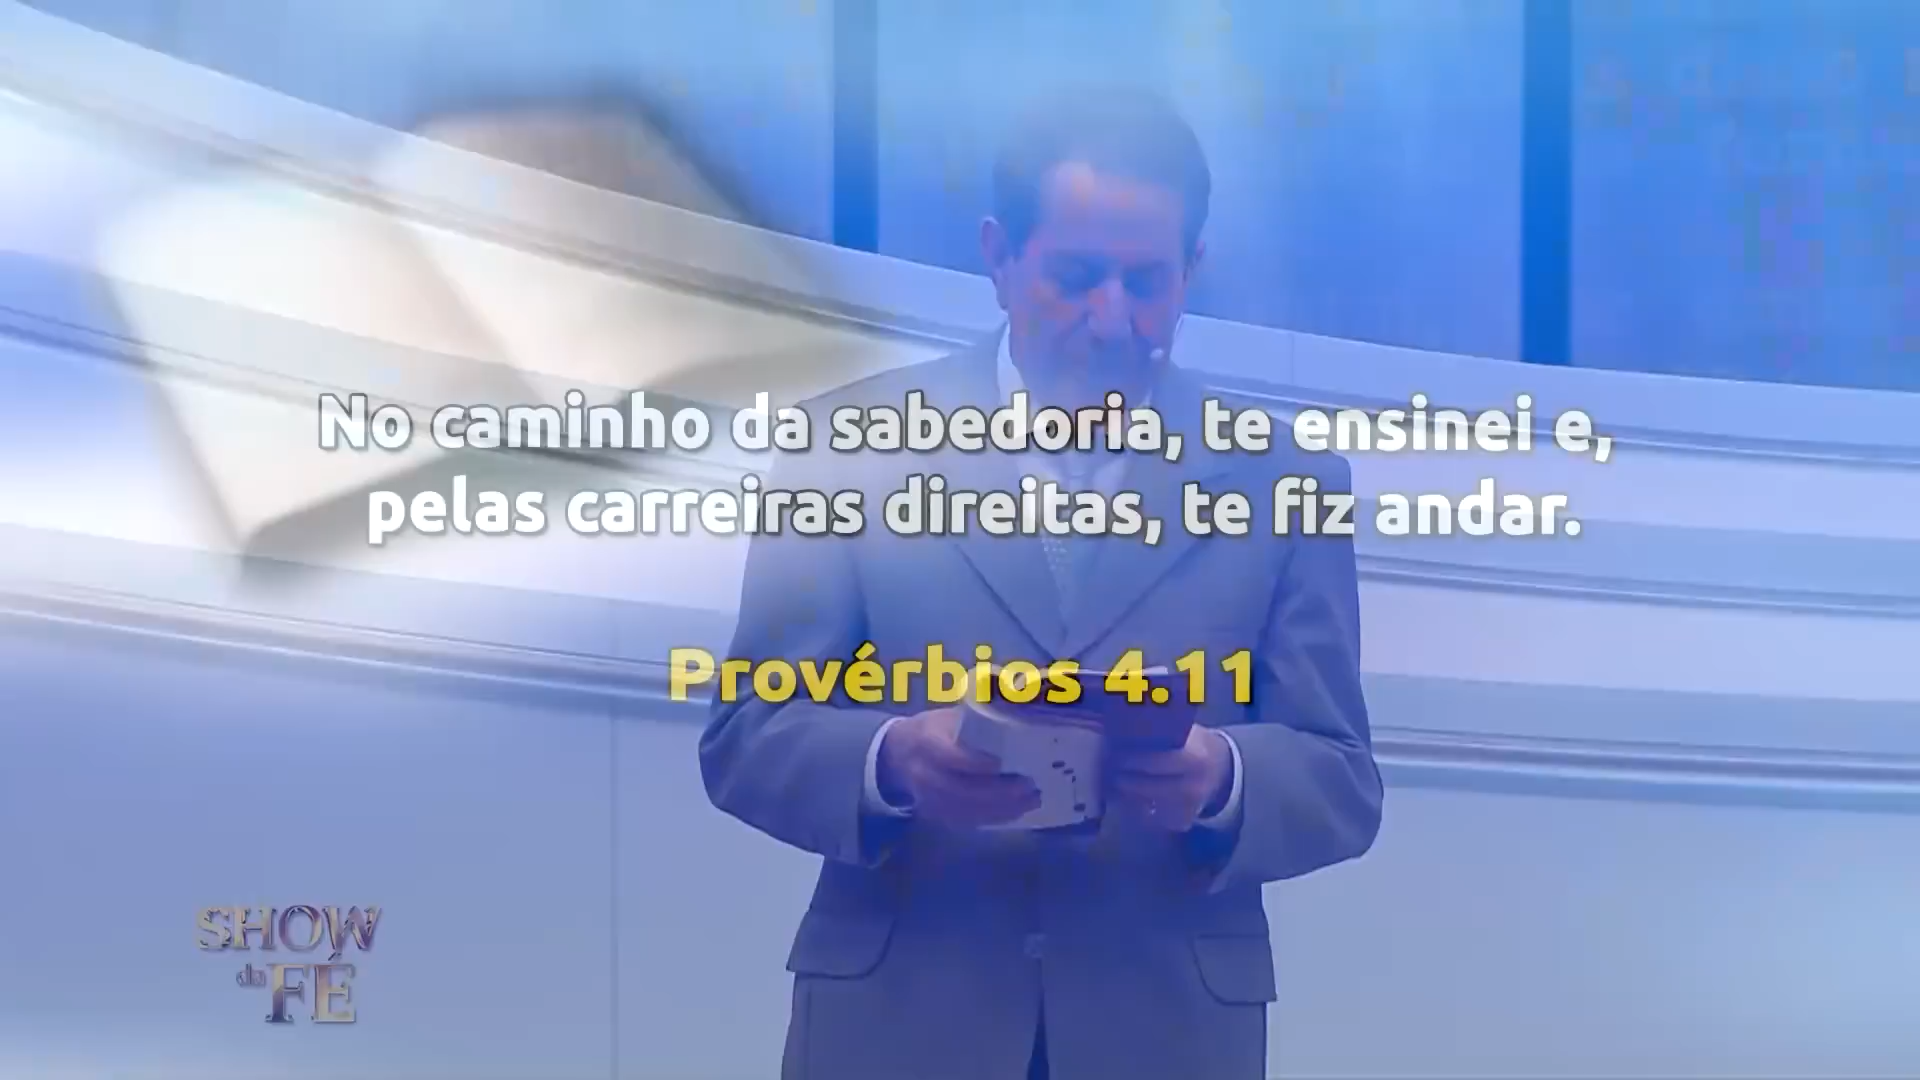 No caminho da sabedoria, te ensinei e,
pelas carreiras direitas, te fiz andar.
Provérbios 4.11
SHOW
da FÉ